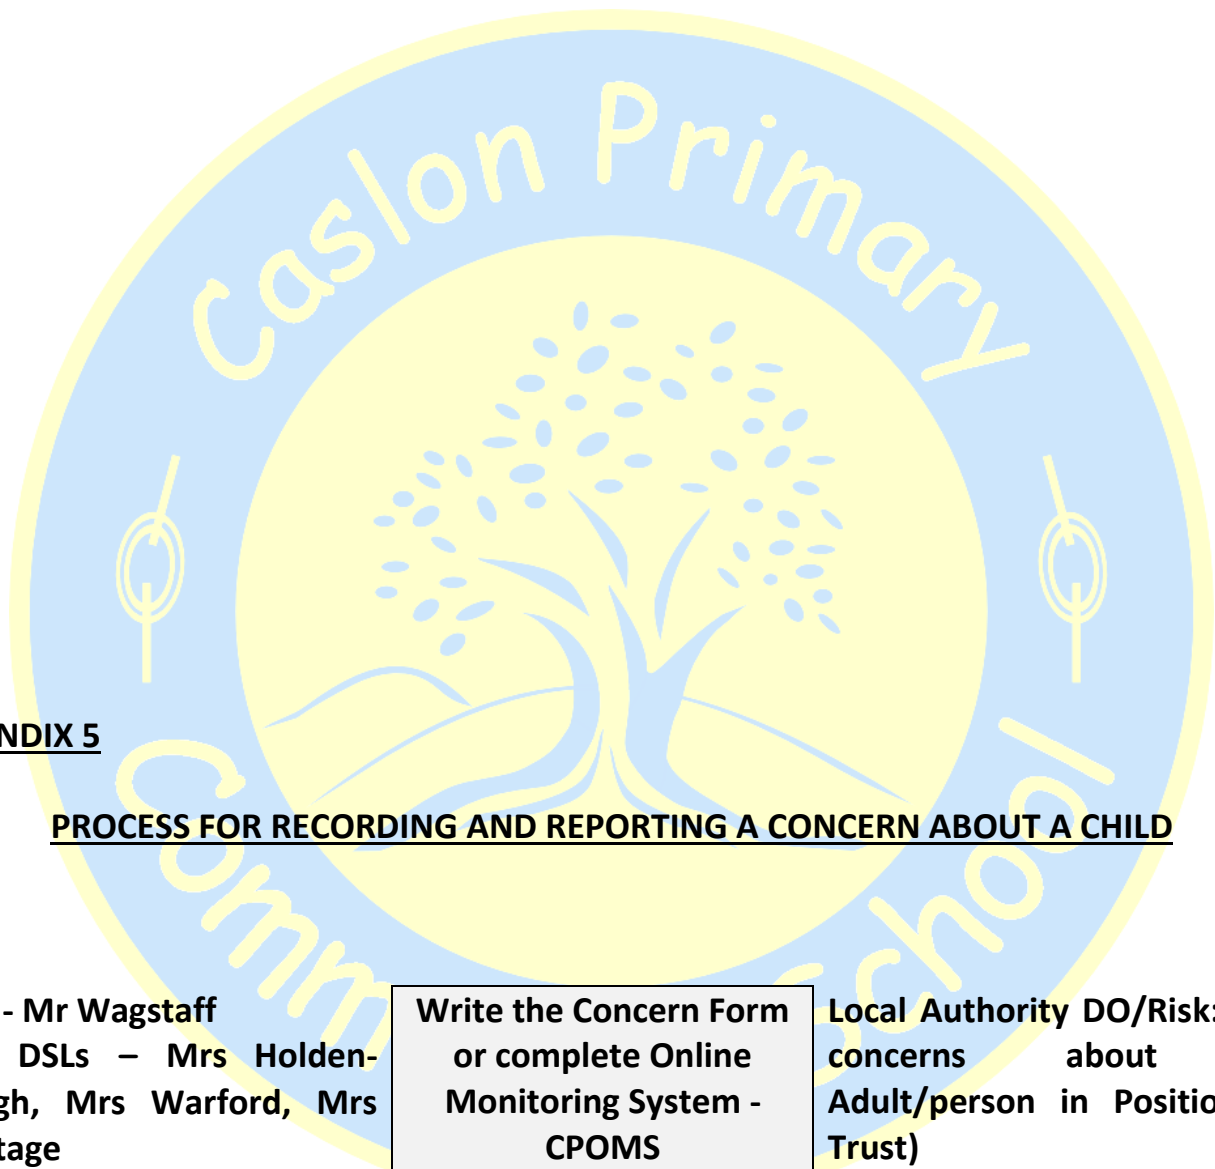 Caslon Primary
Comm School
NDIX 5
PROCESS FOR RECORDING AND REPORTING A CONCERN ABOUT A CHILD
- Mr Wagstaff
DSLs – Mrs Holden-
gh, Mrs Warford, Mrs
tage
Write the Concern Form
or complete Online
Monitoring System -
CPOMS
Local Authority DO/Risk:
concerns about
Adult/person in Positio
Trust)